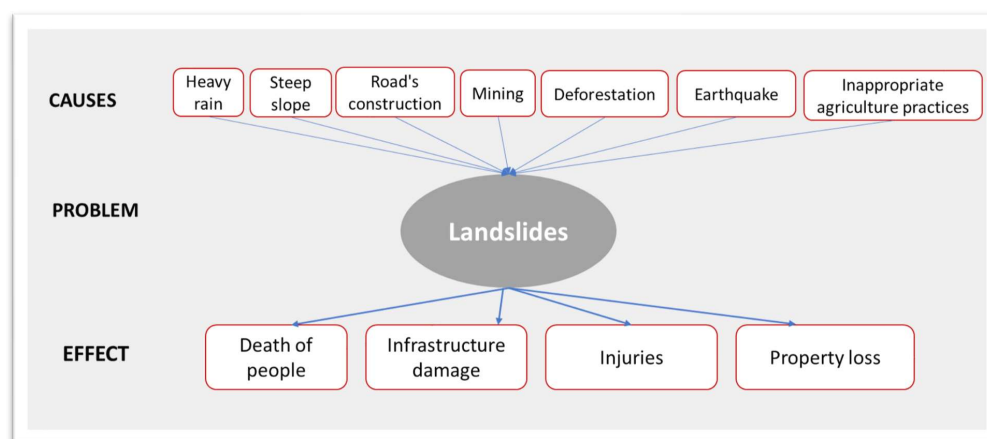 CAUSES
Heavy
rain
Steep
slope
Road's
construction
Mining
Deforestation
Earthquake
Inappropriate
agriculture practices
PROBLEM
Landslides
EFFECT
Death of
people
Infrastructure
damage
Injuries
Property loss